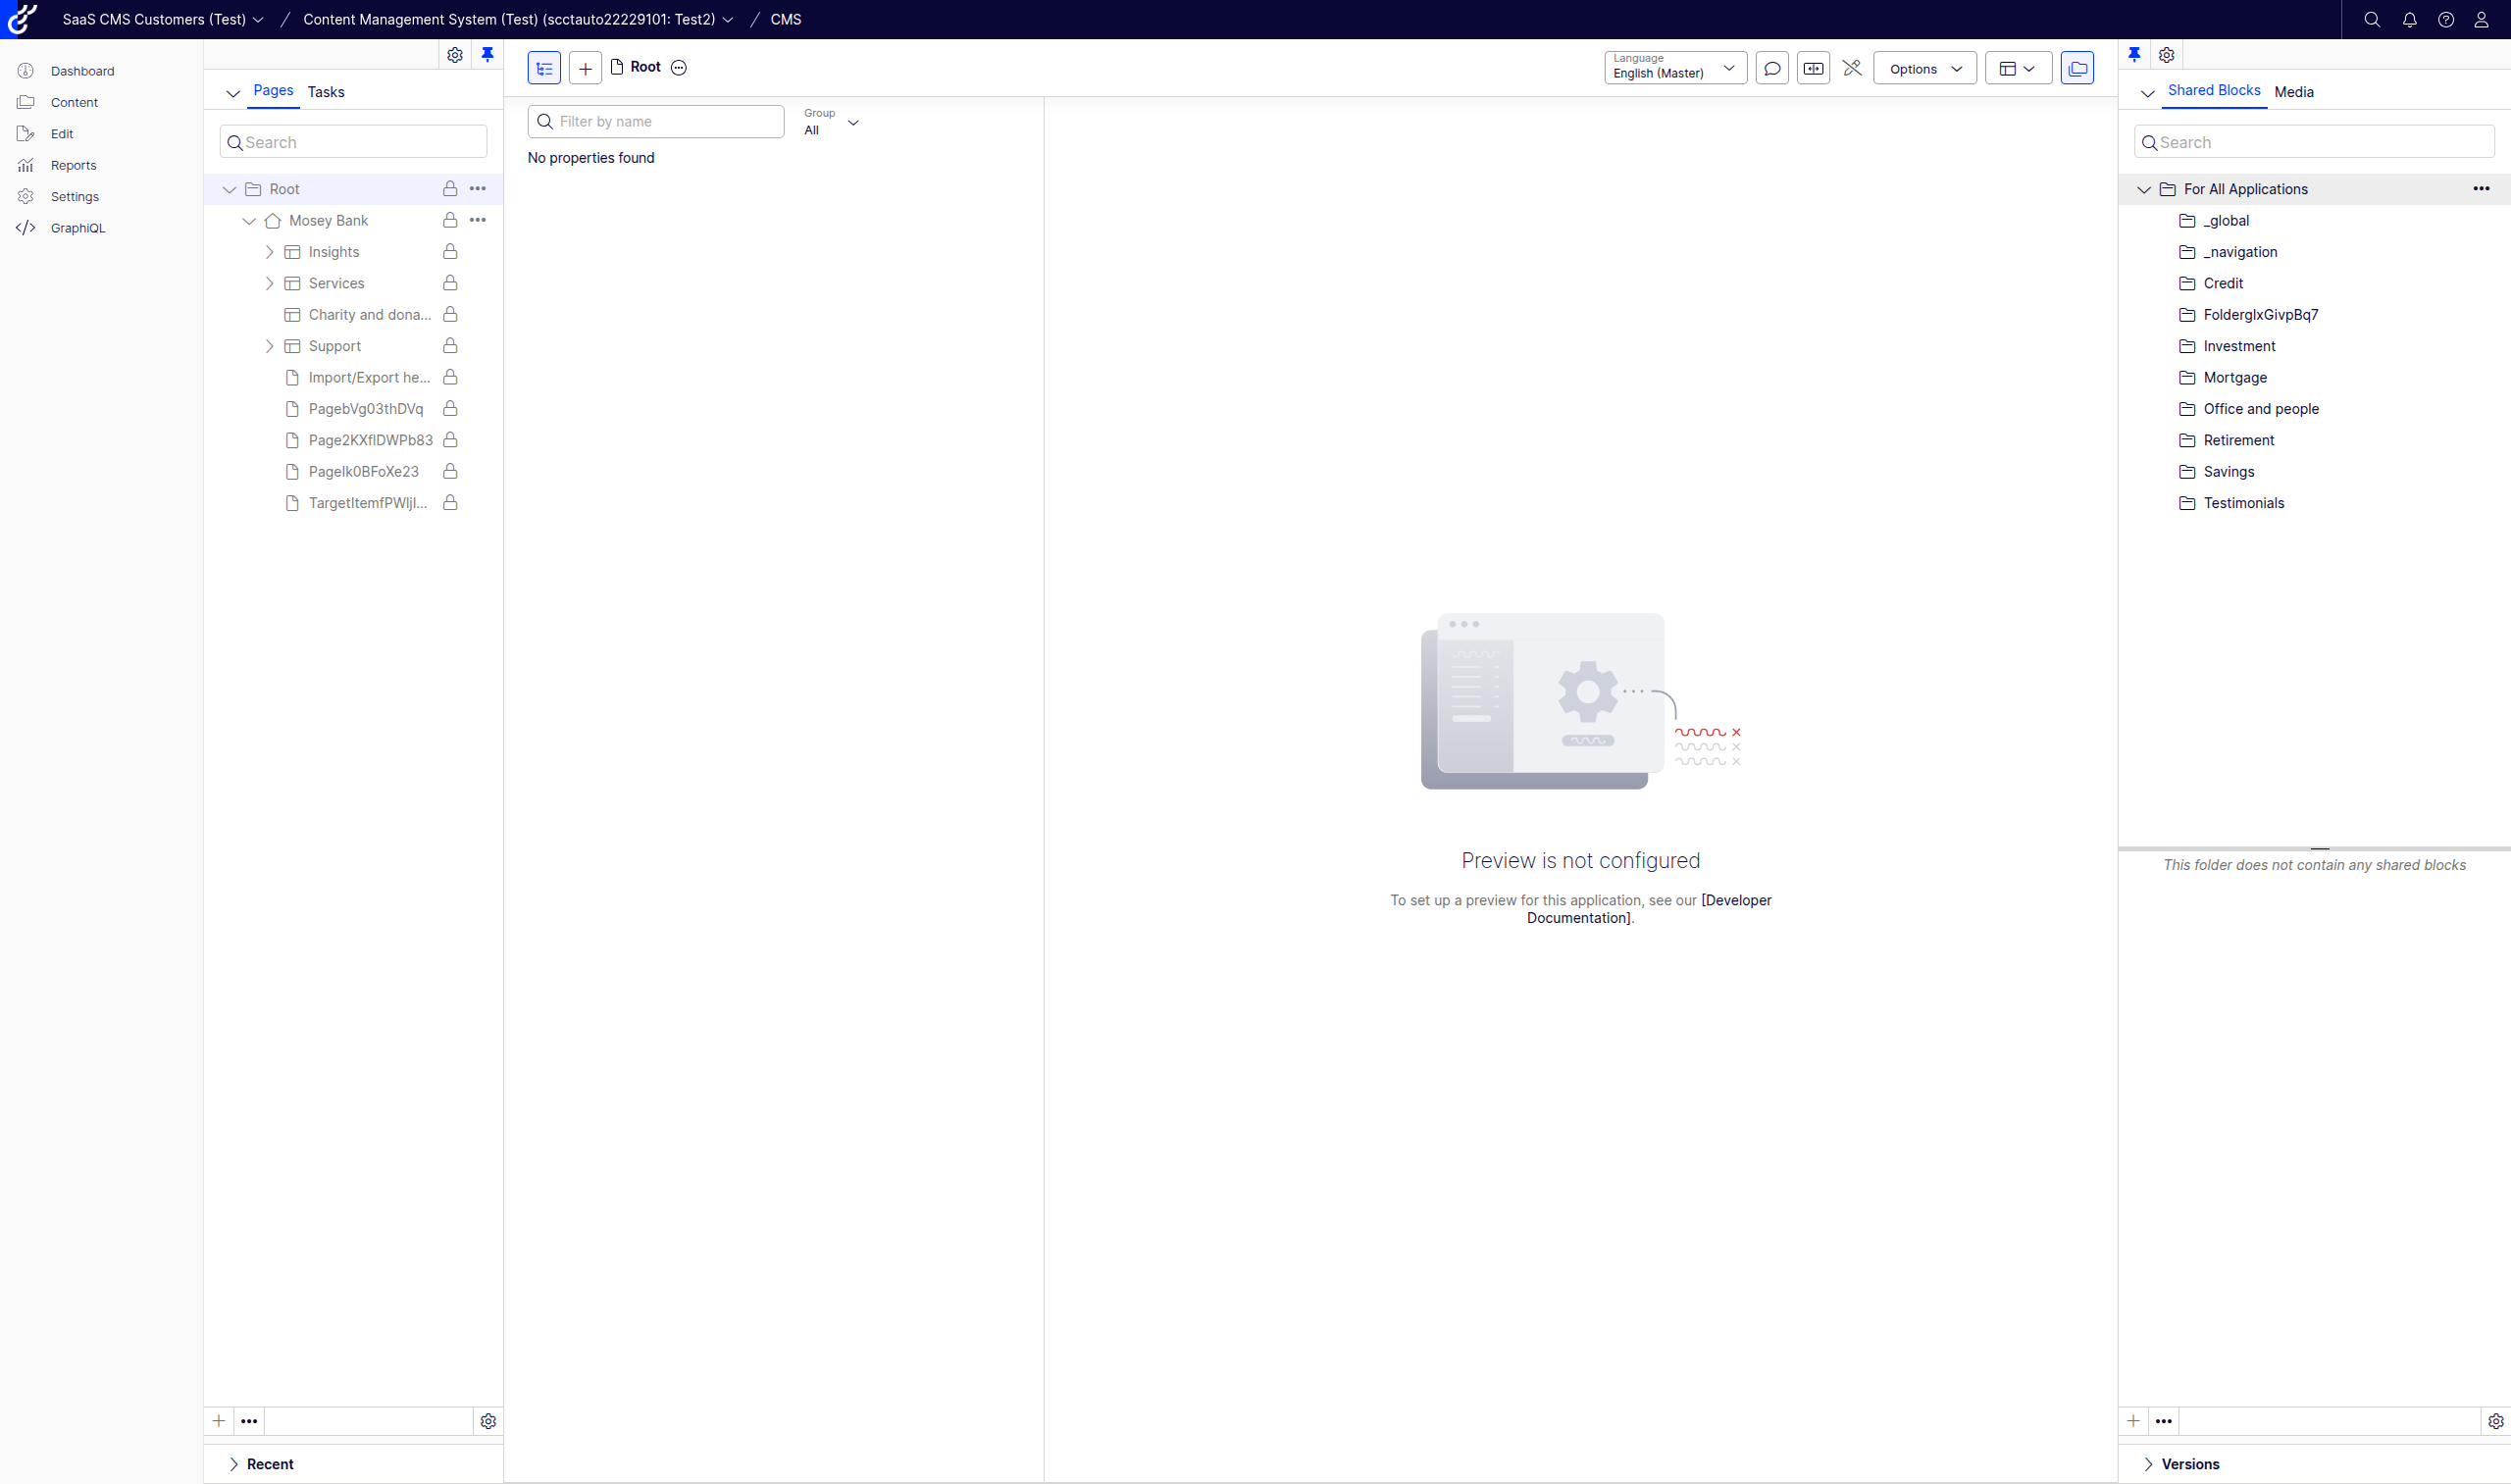 SaaS CMS Customers (Test) / Content Management System (Test) (scctauto22229101: Test2) / CMS
Dashboard
Content
Edit
Reports
Settings
GraphiQL
Pages Tasks
Search
Root
Mosey Bank
Insights
Services
Charity and dona...
Support
Import/Export he...
PagebVg03thDVq
Page2KXfIDWPb83
PageIk0BFoXe23
TargetItemfPWIjI...
Recent
Root
Language
English (Master)
Options
Filter by name
Group
All
No properties found
Preview is not configured
To set up a preview for this application, see our [Developer
Documentation].
Shared Blocks Media
Search
For All Applications
_global
_navigation
Credit
FolderglxGivpBq7
Investment
Mortgage
Office and people
Retirement
Savings
Testimonials
This folder does not contain any shared blocks
Versions